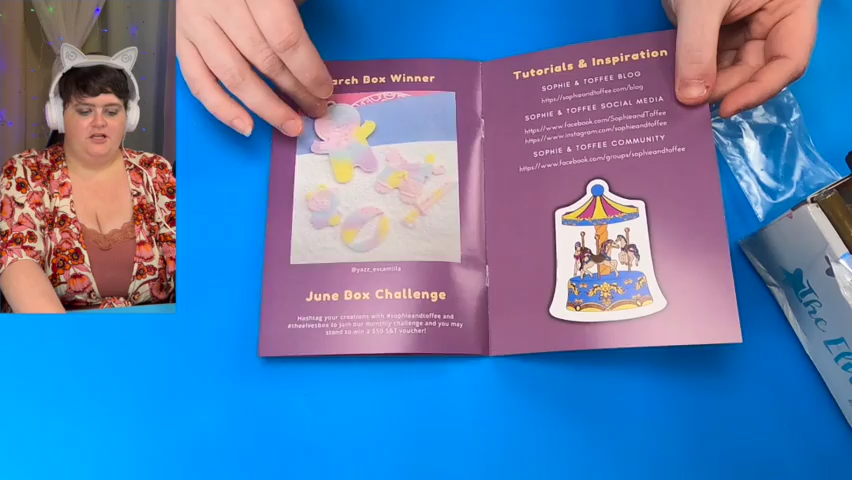 arch Box Winner
@yazz_escamilla
June Box Challenge
Hashtag your creations with #sophieandtoffee and
#theelvesbox to join our monthly challenge and you may
stand to win a $50 S&T voucher!
Tutorials & Inspiration
SOPHIE & TOFFEE BLOG
https://sophieandtoffee.com/blog
SOPHIE & TOFFEE SOCIAL MEDIA
https://www.facebook.com/SophieandToffee
https://www.instagram.com/sophieandtoffee
SOPHIE & TOFFEE COMMUNITY
https://www.facebook.com/groups/sophieandtoffee
The El